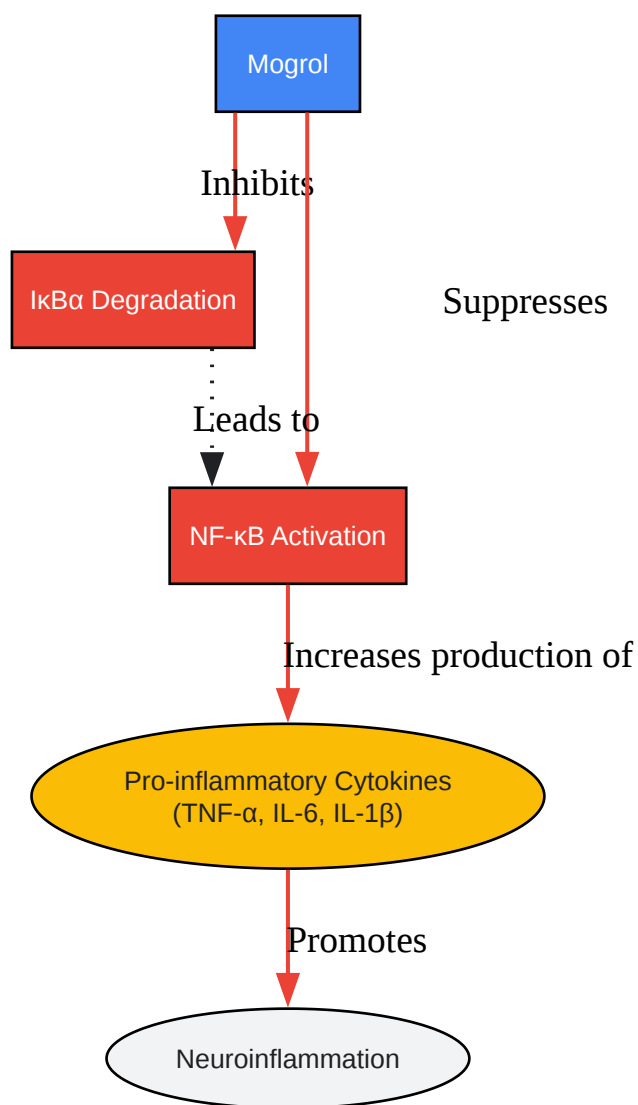 Mogrol
Inhibits
IκBα Degradation
Suppresses
Leads to
NF-κB Activation
Increases production of
Pro-inflammatory Cytokines
(TNF-α, IL-6, IL-1β)
Promotes
Neuroinflammation